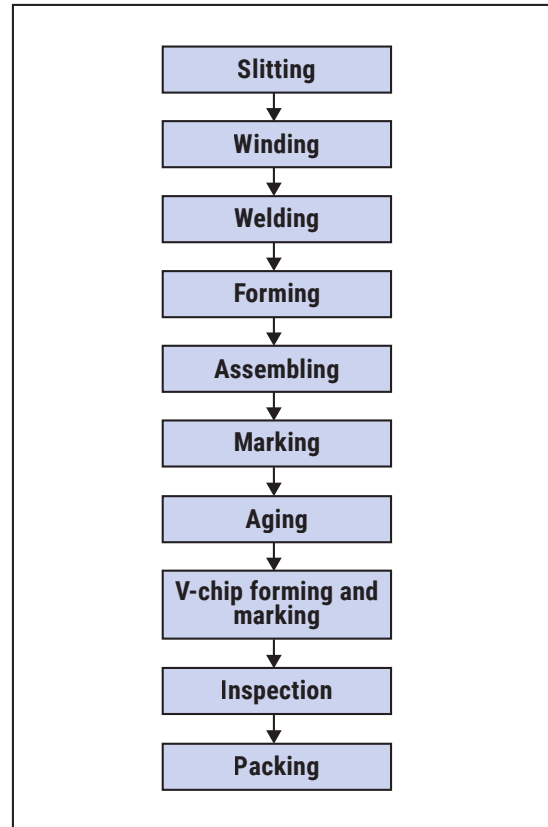 Slitting
Winding
Welding
Forming
Assembling
Marking
Aging
V-chip forming and
marking
Inspection
Packing